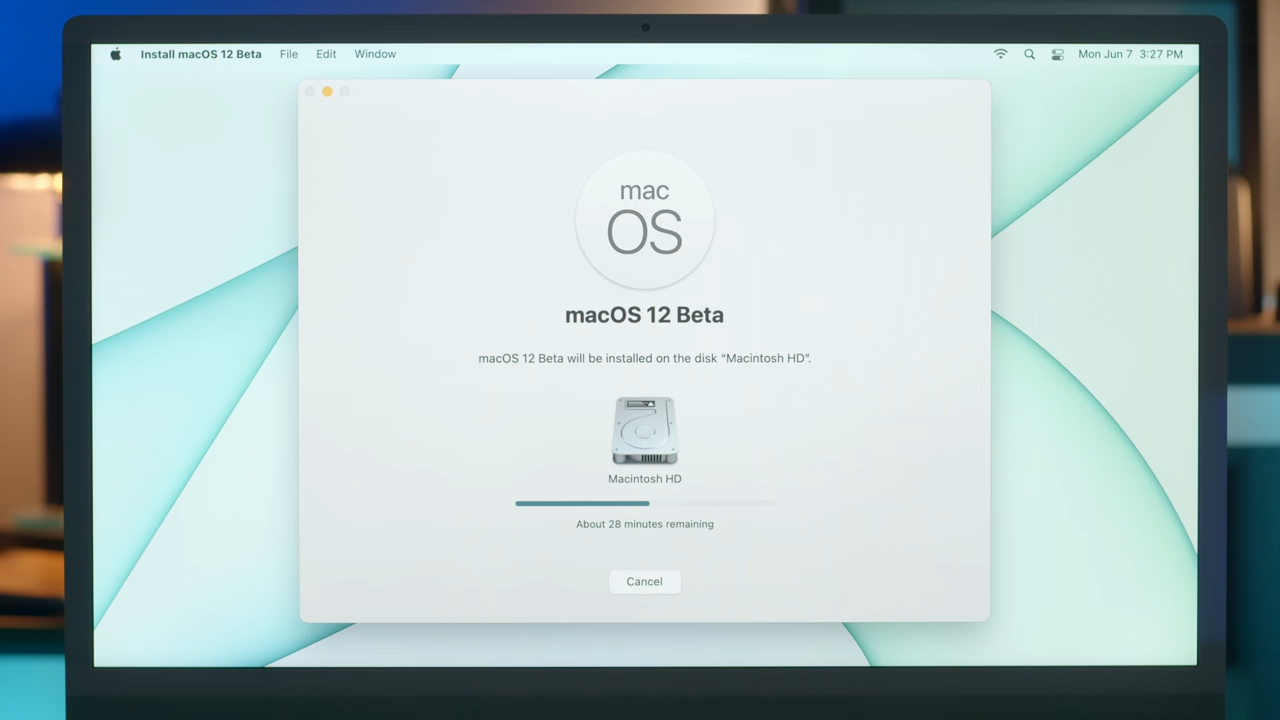 Install macOS 12 Beta File Edit Window Mon Jun 7 3:27 PM
mac
OS
macOS 12 Beta
macOS 12 Beta will be installed on the disk “Macintosh HD”.
Macintosh HD
About 28 minutes remaining
Cancel